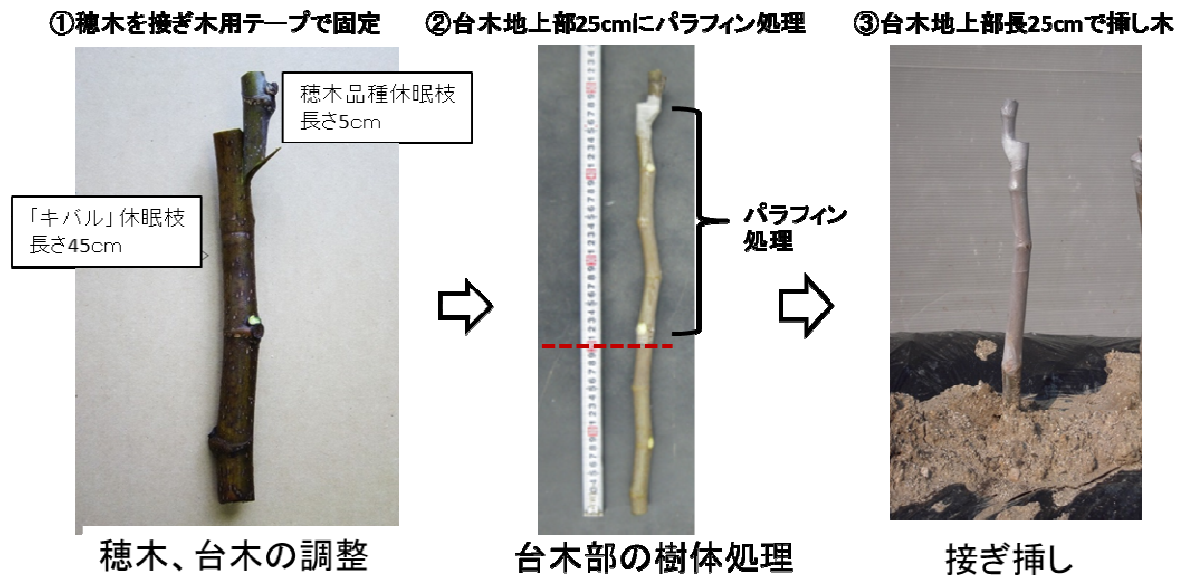 ①穂木を接ぎ木用テープで固定
②台木地上部25cmにパラフィン処理
③台木地上部長25cmで挿し木
穂木品種休眠枝
長さ5cm
「キバル」休眠枝
長さ45cm
パラフィン
処理
穂木、台木の調整
台木部の樹体処理
接ぎ挿し